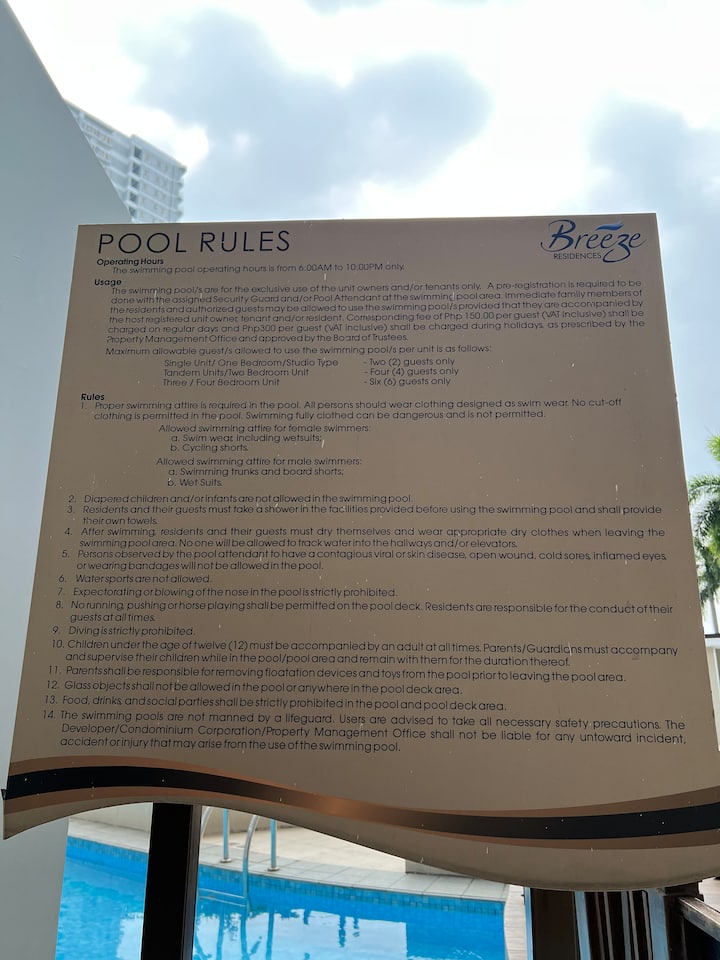 POOL RULES
Breeze
RESIDENCES
Operating Hours
The swimming pool operating hours is from 6:00AM to 10:00PM only.
Usage
The swimming pool/s are for the exclusive use of the unit owners and/or tenants only. A pre-registration is required to be
done with the assigned Security Guard and/or Pool Attendant at the swimming pool area. Immediate family members of
the residents and authorized guests may be allowed to use the swimming pool/s provided that they are accompanied by
the host registered unit owner, tenant and/or resident. Corresponding fee of Php 150.00 per guest (VAT inclusive) shall be
charged on regular days and Php300 per guest (VAT inclusive) shall be charged during holidays, as prescribed by the
Property Management Office and approved by the Board of Trustees.
Maximum allowable guest/s allowed to use the swimming pool/s per unit is as follows:
Single Unit/ One Bedroom/Studio Type - Two (2) guests only
Tandem Units/Two Bedroom Unit - Four (4) guests only
Three / Four Bedroom Unit - Six (6) guests only
Rules
1. Proper swimming attire is required in the pool. All persons should wear clothing designed as swim wear. No cut-off
clothing is permitted in the pool. Swimming fully clothed can be dangerous and is not permitted.
Allowed swimming attire for female swimmers:
a. Swim wear, including wetsuits;
b. Cycling shorts.
Allowed swimming attire for male swimmers:
a. Swimming trunks and board shorts;
b. Wet Suits.
2. Diapered children and/or infants are not allowed in the swimming pool.
3. Residents and their guests must take a shower in the facilities provided before using the swimming pool and shall provide
their own towels.
4. After swimming, residents and their guests must dry themselves and wear appropriate dry clothes when leaving the
swimming pool area. No one will be allowed to track water into the hallways and/or elevators.
5. Persons observed by the pool attendant to have a contagious viral or skin disease, open wound, cold sores, inflamed eyes,
or wearing bandages will not be allowed in the pool.
6. Water sports are not allowed.
7. Expectorating or blowing of the nose in the pool is strictly prohibited.
8. No running, pushing or horse playing shall be permitted on the pool deck. Residents are responsible for the conduct of their
guests at all times.
9. Diving is strictly prohibited.
10. Children under the age of twelve (12) must be accompanied by an adult at all times. Parents/Guardians must accompany
and supervise their children while in the pool/pool area and remain with them for the duration thereof.
11. Parents shall be responsible for removing floatation devices and toys from the pool prior to leaving the pool area.
12. Glass objects shall not be allowed in the pool or anywhere in the pool deck area.
13. Food, drinks, and social parties shall be strictly prohibited in the pool and pool deck area.
14. The swimming pools are not manned by a lifeguard. Users are advised to take all necessary safety precautions. The
Developer/Condominium Corporation/Property Management Office shall not be liable for any untoward incident,
accident or injury that may arise from the use of the swimming pool.